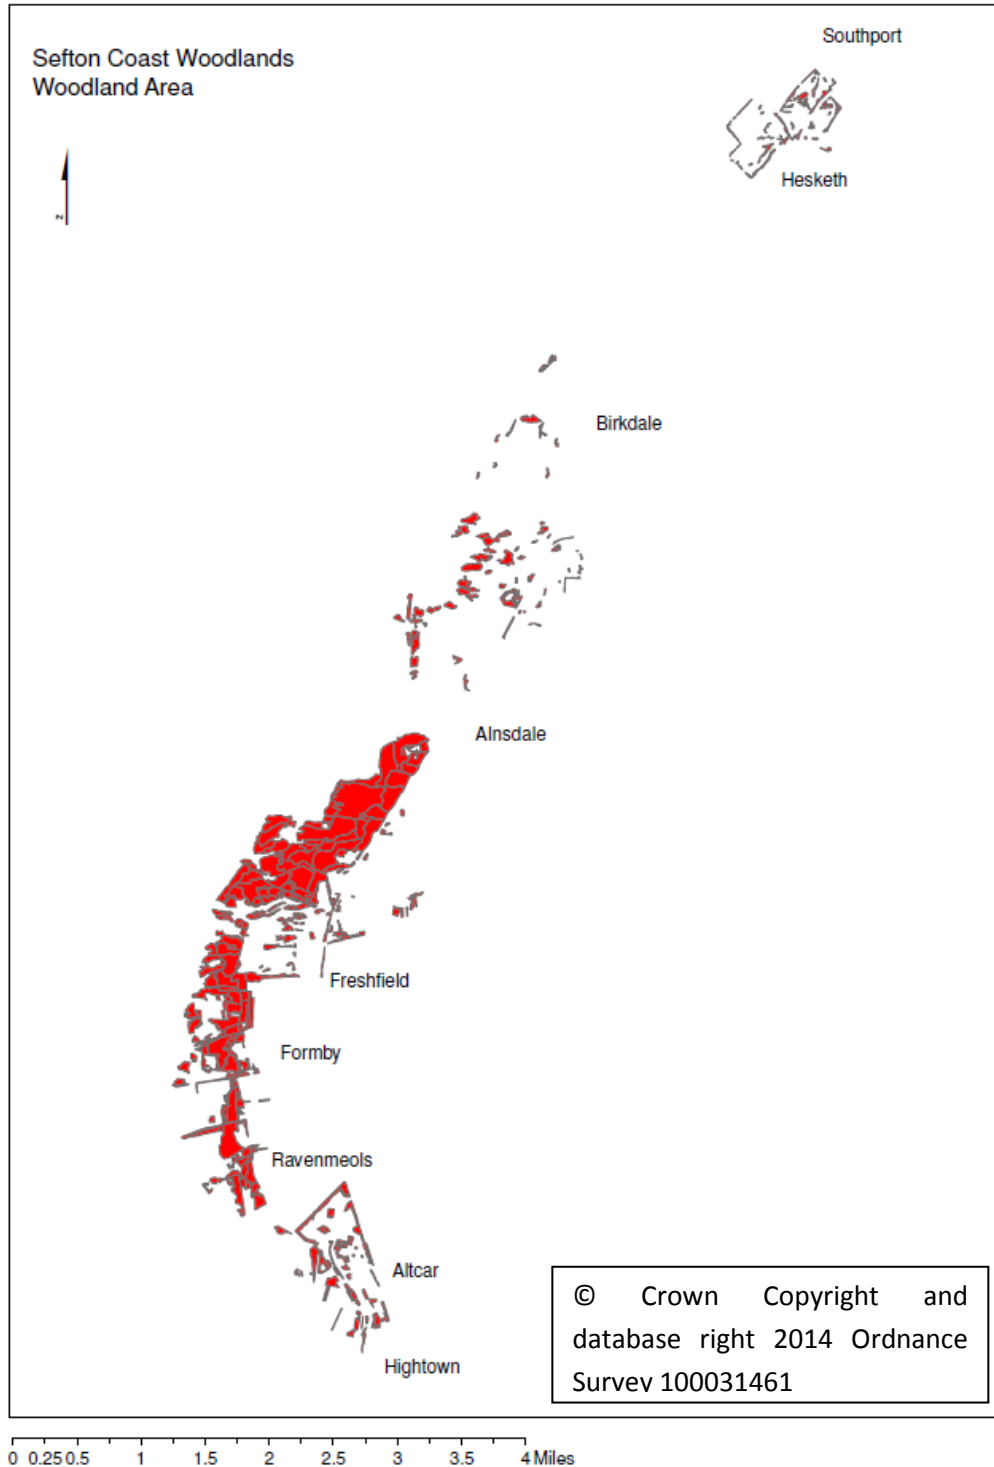 Sefton Coast Woodlands
Woodland Area
Southport
Hesketh
z
Birkdale
Alnsdale
Freshfield
Formby
Ravenmeols
Altcar
Hightown
© Crown Copyright and
database right 2014 Ordnance
Survey 100031461
0 0.25 0.5 1 1.5 2 2.5 3 3.5 4 Miles